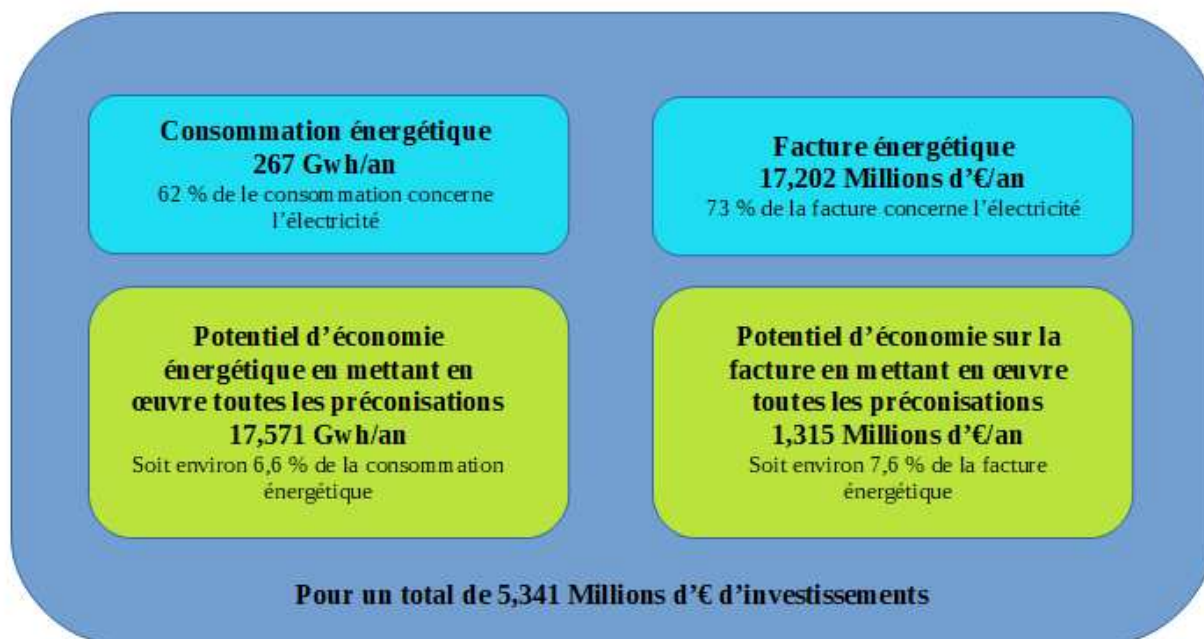 Consommation énergétique
267 Gwh/an
62 % de le consommation concerne
l’électricité
Facture énergétique
17,202 Millions d’€/an
73 % de la facture concerne l’électricité
Potentiel d’économie
énergétique en mettant en
œuvre toutes les préconisations
17,571 Gwh/an
Soit environ 6,6 % de la consommation
énergétique
Potentiel d’économie sur la
facture en mettant en œuvre
toutes les préconisations
1,315 Millions d’€/an
Soit environ 7,6 % de la facture
énergétique
Pour un total de 5,341 Millions d’€ d’investissements